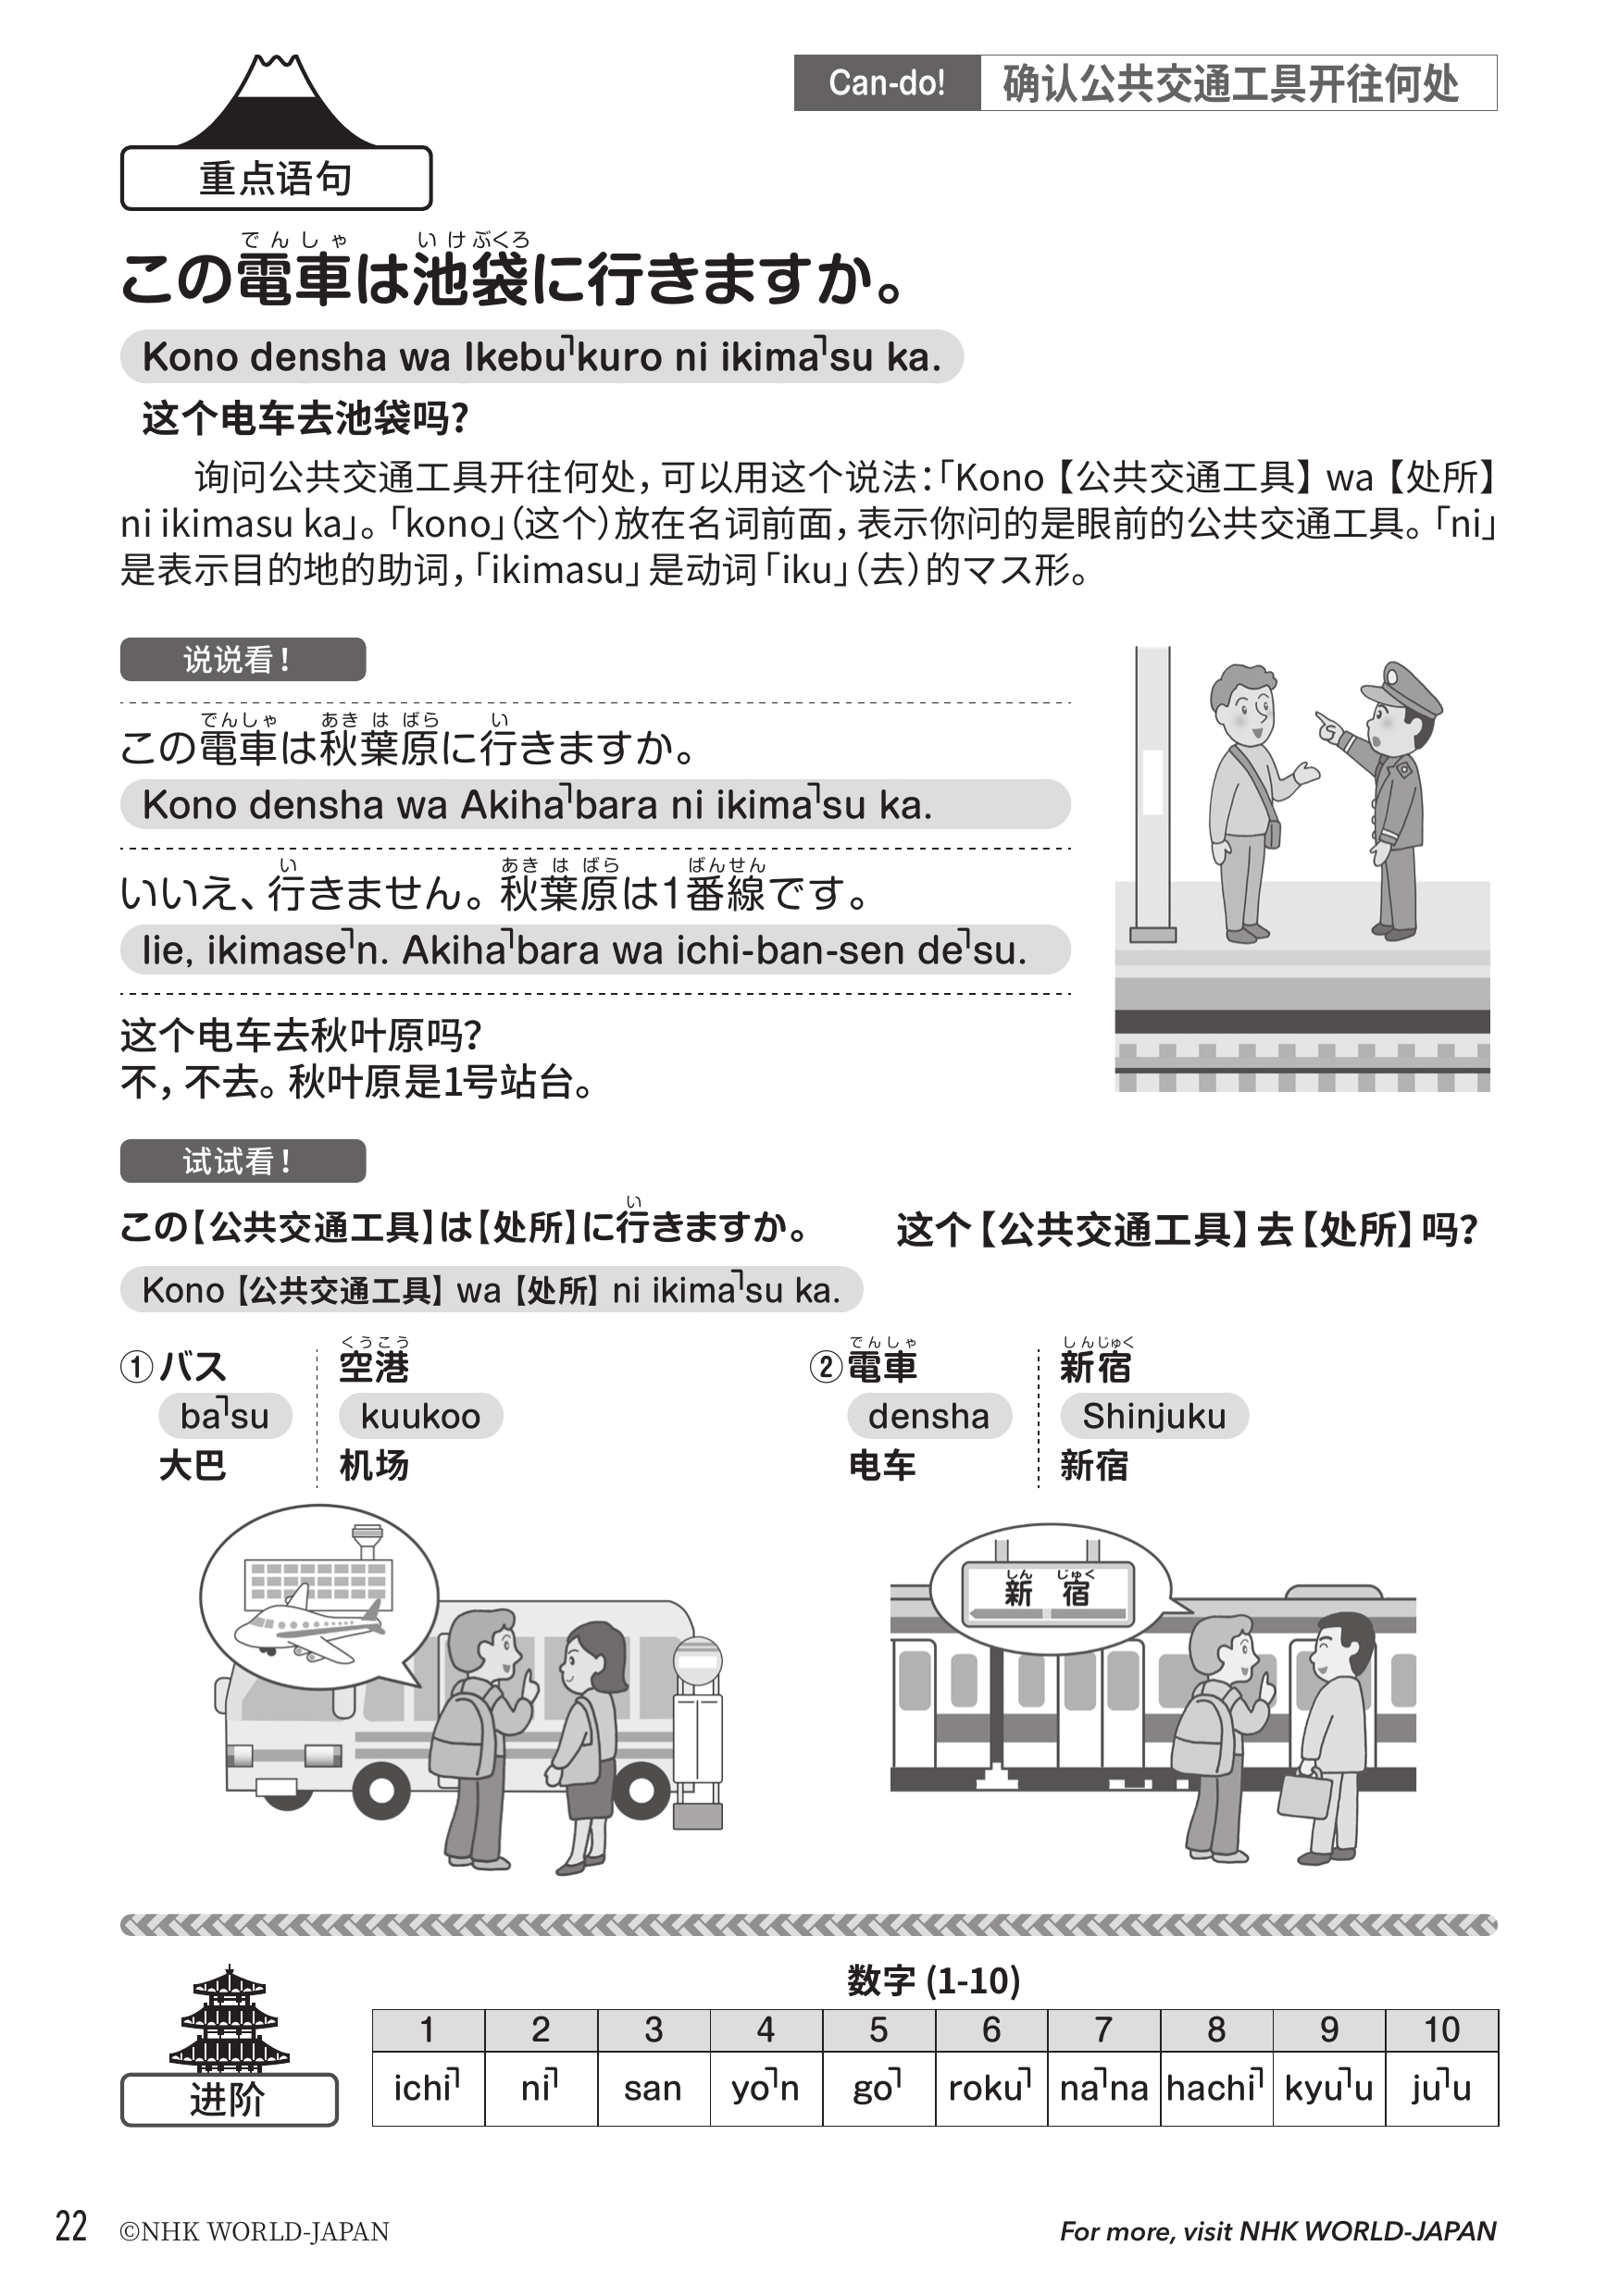 Can-do! 确认公共交通工具开往何处
重点语句
でんしゃ いけぶくろ
この電車は池袋に行きますか。
Kono densha wa Ikebu˥kuro ni ikima˥su ka.
这个电车去池袋吗？
询问公共交通工具开往何处，可以用这个说法：「Kono【公共交通工具】wa【处所】
ni ikimasu ka」。「kono」（这个）放在名词前面，表示你问的是眼前的公共交通工具。「ni」
是表示目的地的助词，「ikimasu」是动词「iku」（去）的マス形。
说说看！
でんしゃ あき は ばら い
この電車は秋葉原に行きますか。
Kono densha wa Akiha˥bara ni ikima˥su ka.
い あき は ばら ばんせん
いいえ、行きません。秋葉原は1番線です。
Iie, ikimase˥n. Akiha˥bara wa ichi-ban-sen de˥su.
这个电车去秋叶原吗？
不，不去。秋叶原是1号站台。
试试看！
い
この【公共交通工具】は【处所】に行きますか。 这个【公共交通工具】去【处所】吗？
Kono【公共交通工具】wa【处所】ni ikima˥su ka.
くうこう でんしゃ しんじゅく
①バス 空港 ②電車 新宿
ba˥su kuukoo densha Shinjuku
大巴 机场 电车 新宿
しん じゅく
新 宿
数字 (1-10)
1 2 3 4 5 6 7 8 9 10
ichi˥ ni˥ san yo˥n go˥ roku˥ na˥na hachi˥ kyu˥u ju˥u
进阶
22 ©NHK WORLD-JAPAN For more, visit NHK WORLD-JAPAN